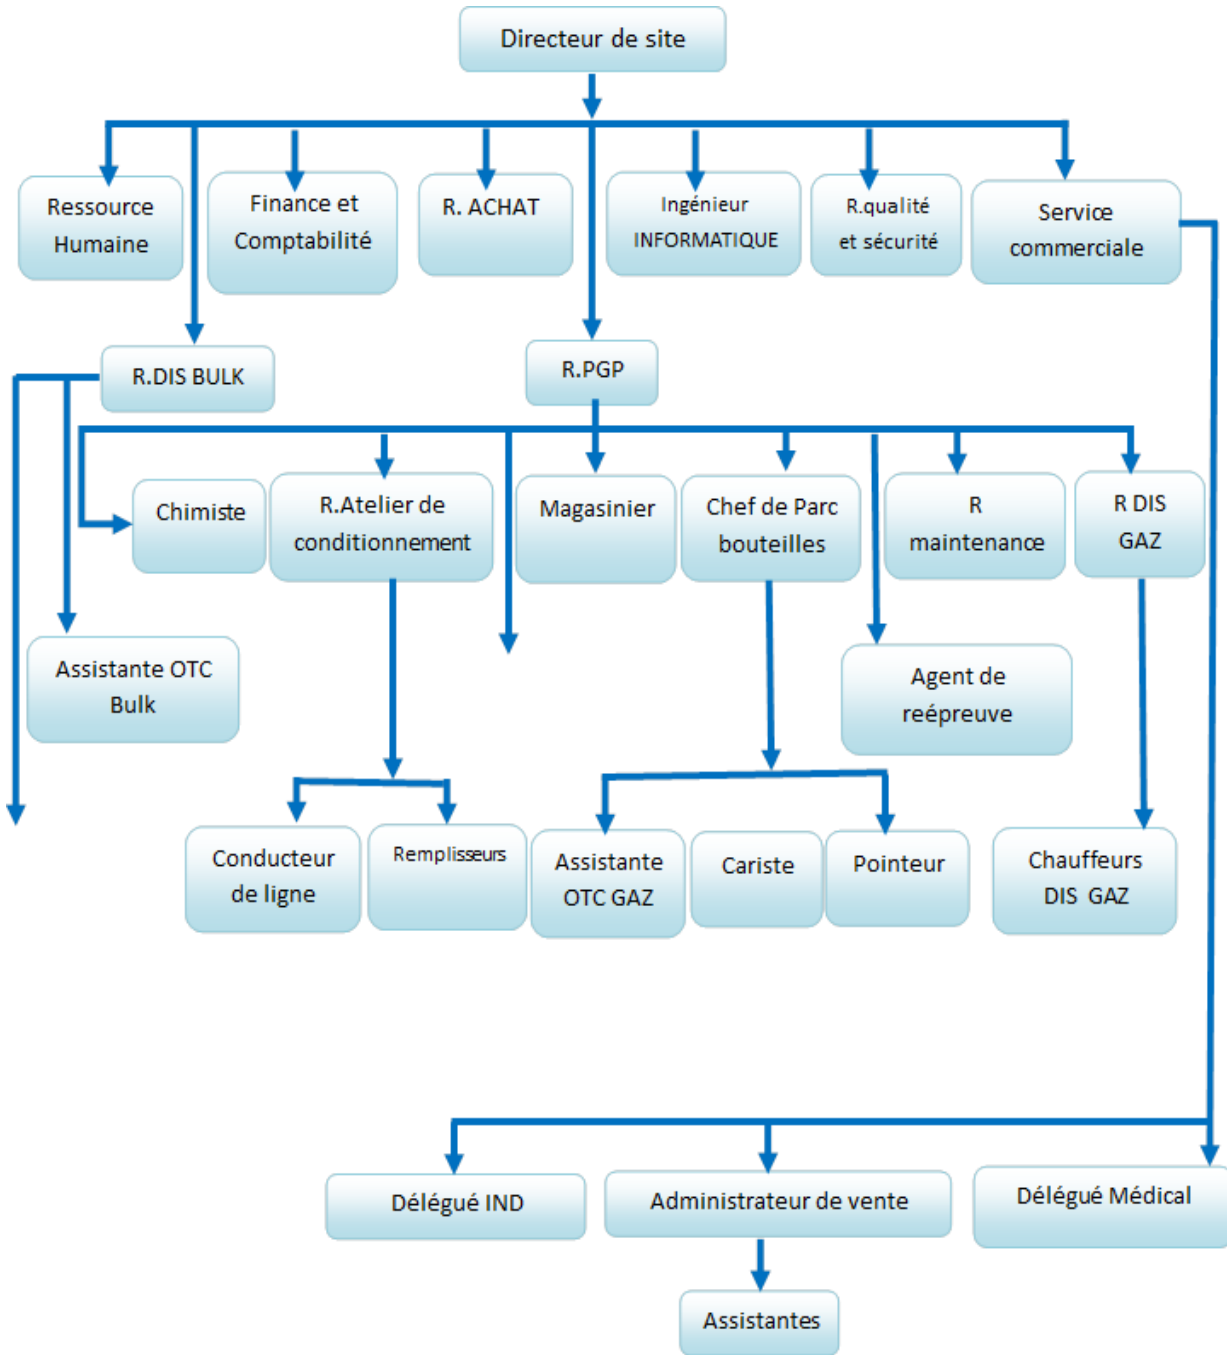 Directeur de site
Ressource
Humaine
Finance et
Comptabilité
R. ACHAT
Ingénieur
INFORMATIQUE
R.qualité
et sécurité
Service
commerciale
R.DIS BULK
R.PGP
Chimiste
R.Atelier de
conditionnement
Magasinier
Chef de Parc
bouteilles
R
maintenance
R DIS
GAZ
Assistante OTC
Bulk
Agent de
reépreuve
Conducteur
de ligne
Remplisseurs
Assistante
OTC GAZ
Cariste
Pointeur
Chauffeurs
DIS GAZ
Délégué IND
Administrateur de vente
Délégué Médical
Assistantes